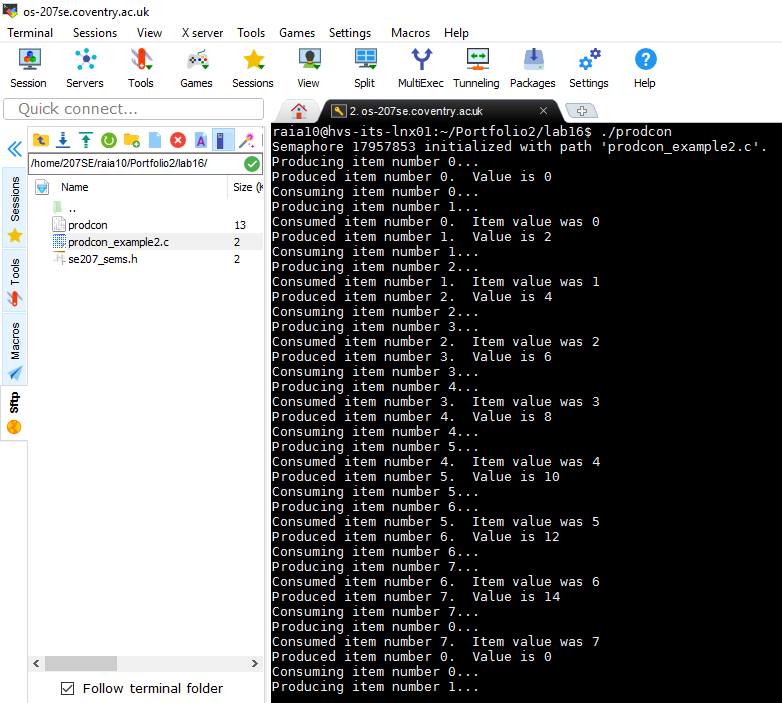 os-207se.coventry.ac.uk
Terminal Sessions View X server Tools Games Settings Macros Help
Session Servers Tools Games Sessions View Split MultiExec Tunneling Packages Settings Help
Quick connect...
2. os-207se.coventry.ac.uk
/home/207SE/raia10/Portfolio2/lab16/
Name Size (K
..
prodcon 13
prodcon_example2.c 2
se207_sems.h 2
Sessions
Tools
Macros
Sftp
Follow terminal folder
raia10@hvs-its-lnx01:~/Portfolio2/lab16$ ./prodcon
Semaphore 17957853 initialized with path 'prodcon_example2.c'.
Producing item number 0...
Produced item number 0.  Value is 0
Consuming item number 0...
Producing item number 1...
Consumed item number 0.  Item value was 0
Produced item number 1.  Value is 2
Consuming item number 1...
Producing item number 2...
Consumed item number 1.  Item value was 1
Produced item number 2.  Value is 4
Consuming item number 2...
Producing item number 3...
Consumed item number 2.  Item value was 2
Produced item number 3.  Value is 6
Consuming item number 3...
Producing item number 4...
Consumed item number 3.  Item value was 3
Produced item number 4.  Value is 8
Consuming item number 4...
Producing item number 5...
Consumed item number 4.  Item value was 4
Produced item number 5.  Value is 10
Consuming item number 5...
Producing item number 6...
Consumed item number 5.  Item value was 5
Produced item number 6.  Value is 12
Consuming item number 6...
Producing item number 7...
Consumed item number 6.  Item value was 6
Produced item number 7.  Value is 14
Consuming item number 7...
Producing item number 0...
Consumed item number 7.  Item value was 7
Produced item number 0.  Value is 0
Consuming item number 0...
Producing item number 1...